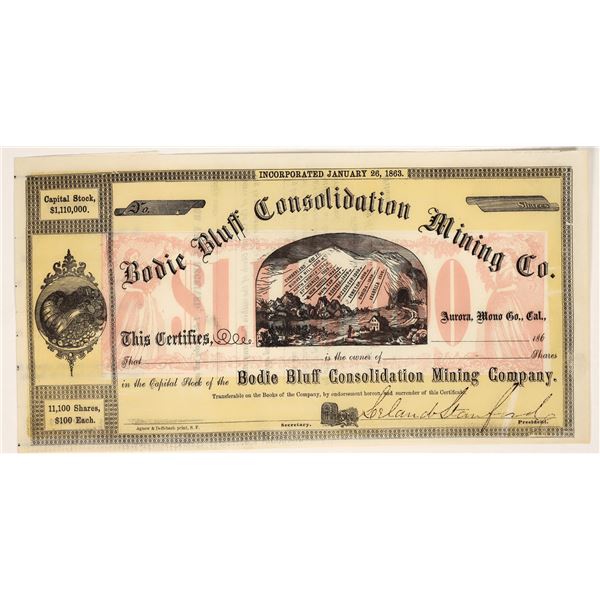 INCORPORATED JANUARY 26, 1863.
Capital Stock,
$1,110,000.
No.
Shares
Bodie Bluff Consolidation Mining Co.
Aurora, Mono Co., Cal.,
This Certifies, 186
That is the owner of Shares
in the Capital Stock of the Bodie Bluff Consolidation Mining Company.
Transferable on the Books of the Company, by endorsement hereon and surrender of this Certificate.
11,100 Shares,
$100 Each.
Leland Stanford
Secretary.
President.
Agnew & Deffebach print, S. F.